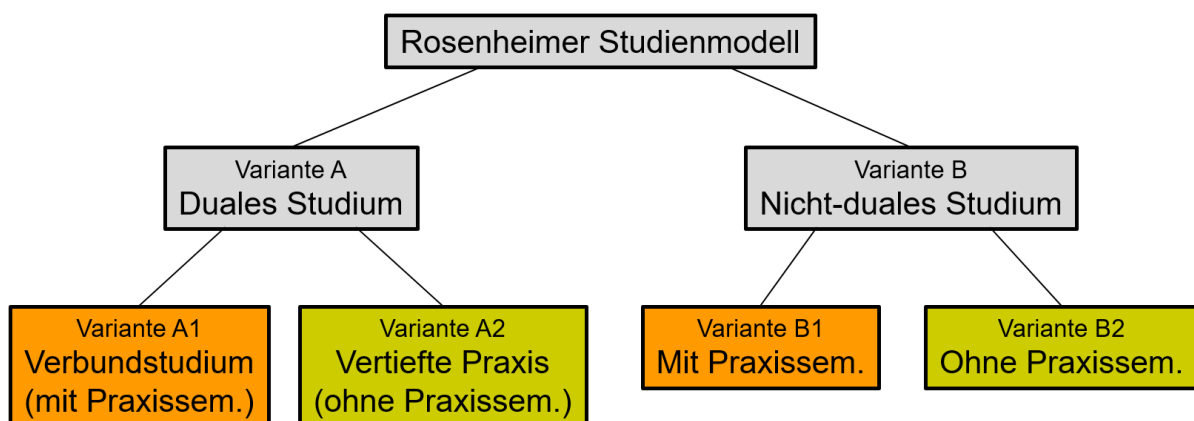 Rosenheimer Studienmodell
Variante A
Duales Studium
Variante B
Nicht-duales Studium
Variante A1
Verbundstudium
(mit Praxissem.)
Variante A2
Vertiefte Praxis
(ohne Praxissem.)
Variante B1
Mit Praxissem.
Variante B2
Ohne Praxissem.